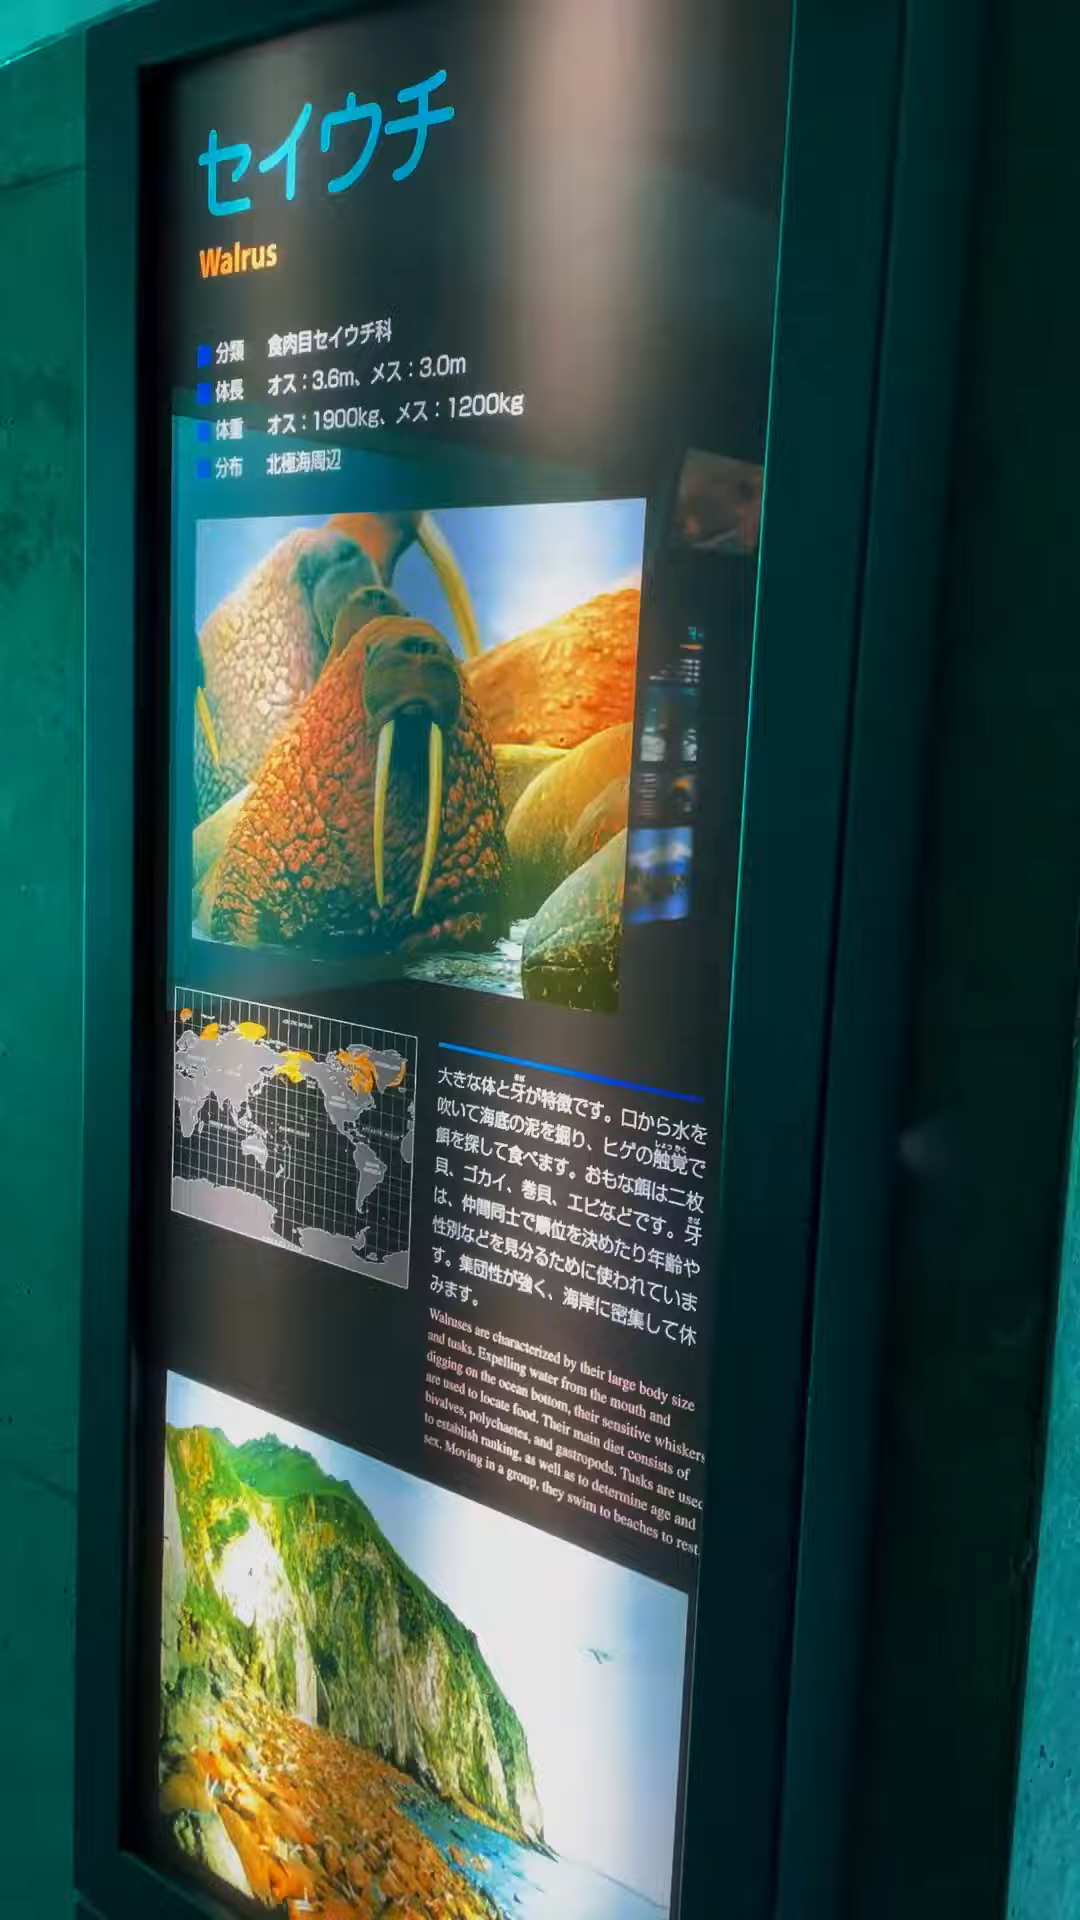 セイウチ
Walrus
分類 食肉目セイウチ科
体長 オス：3.6m、メス：3.0m
体重 オス：1900kg、メス：1200kg
分布 北極海周辺
大きな体と牙が特徴です。口から水を
吹いて海底の泥を掘り、ヒゲの触覚で
餌を探して食べます。おもな餌は二枚
貝、ゴカイ、巻貝、エビなどです。牙
は、仲間同士で順位を決めたり年齢や
性別などを見分るために使われていま
す。集団性が強く、海岸に密集して休
みます。
Walruses are characterized by their large body size
and tusks. Expelling water from the mouth and
digging on the ocean bottom, their sensitive whiskers
are used to locate food. Their main diet consists of
bivalves, polychaetes, and gastropods. Tusks are used
to establish ranking, as well as to determine age and
sex. Moving in a group, they swim to beaches to rest.